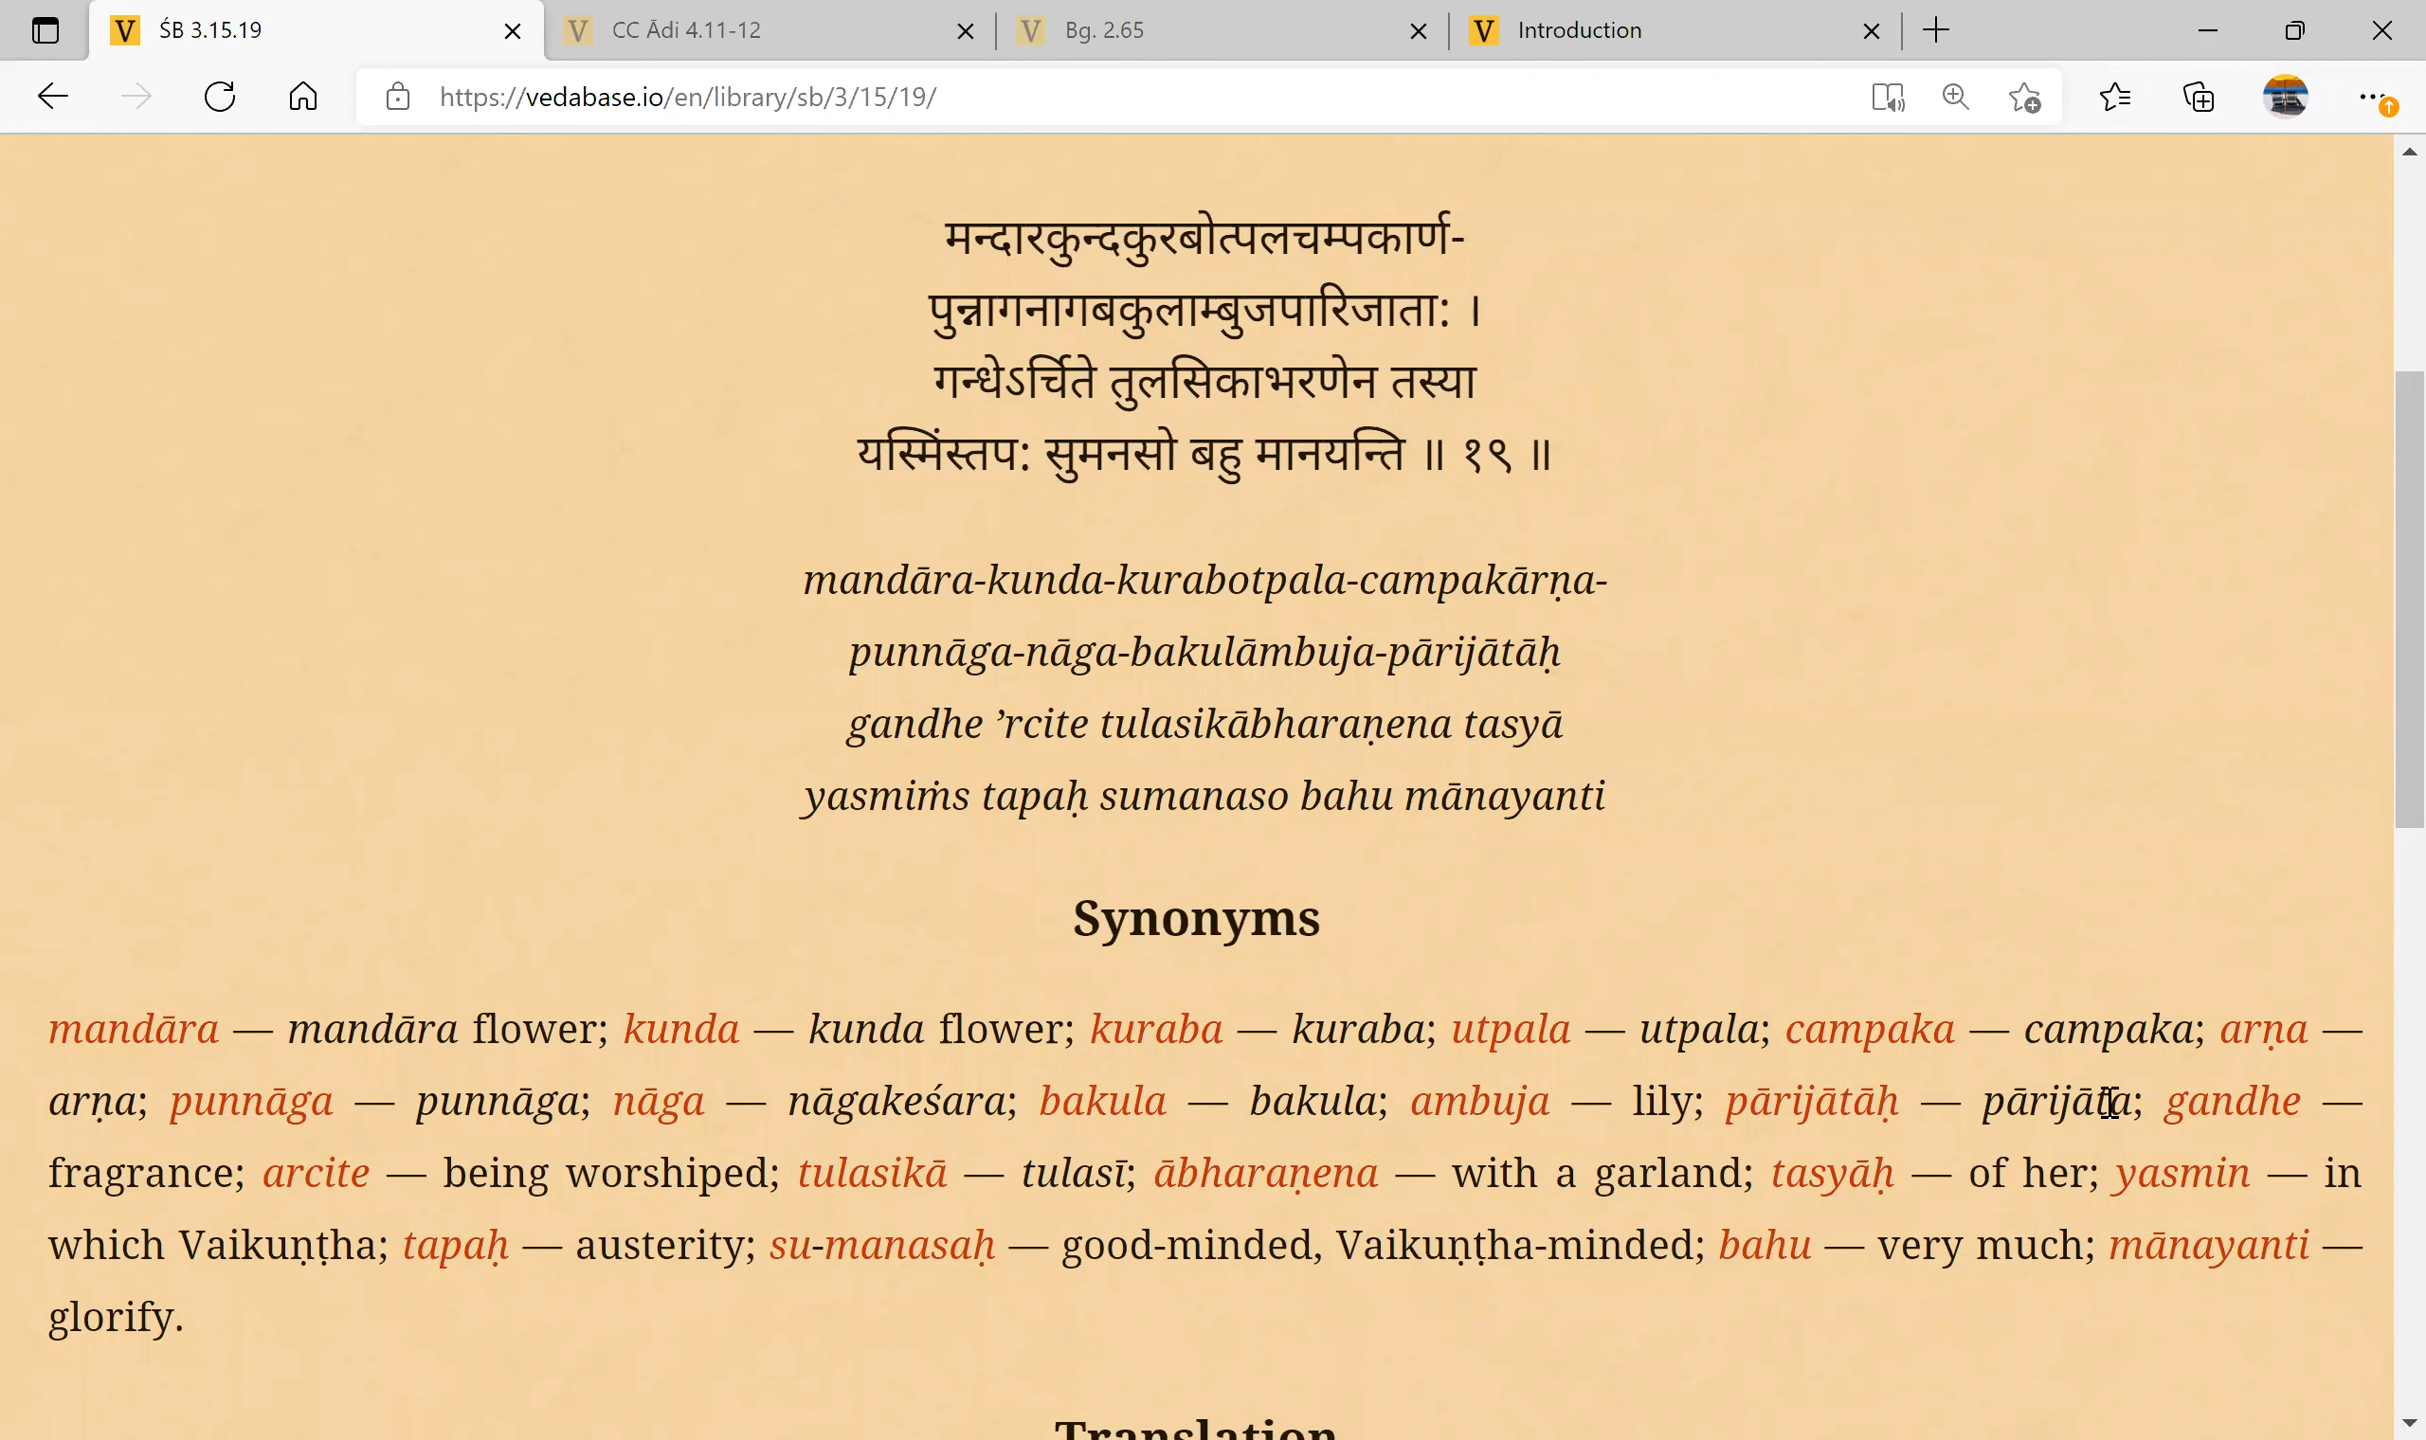 ŚB 3.15.19
CC Ādi 4.11-12
Bg. 2.65
Introduction
https://vedabase.io/en/library/sb/3/15/19/
मन्दारकुन्दकुरबोत्पलचम्पकार्ण-
पुन्नागनागबकुलाम्बुजपारिजाता: ।
गन्धेऽर्चिते तुलसिकाभरणेन तस्या
यस्मिंस्तप: सुमनसो बहु मानयन्ति ॥ १९ ॥
mandāra-kunda-kurabotpala-campakārṇa-
punnāga-nāga-bakulāmbuja-pārijātāḥ
gandhe ’rcite tulasikābharaṇena tasyā
yasmiṁs tapaḥ sumanaso bahu mānayanti
Synonyms
mandāra — mandāra flower; kunda — kunda flower; kuraba — kuraba; utpala — utpala; campaka — campaka; arṇa —
arṇa; punnāga — punnāga; nāga — nāgakeśara; bakula — bakula; ambuja — lily; pārijātāḥ — pārijāta; gandhe —
fragrance; arcite — being worshiped; tulasikā — tulasī; ābharaṇena — with a garland; tasyāḥ — of her; yasmin — in
which Vaikuṇṭha; tapaḥ — austerity; su-manasaḥ — good-minded, Vaikuṇṭha-minded; bahu — very much; mānayanti —
glorify.
Translation